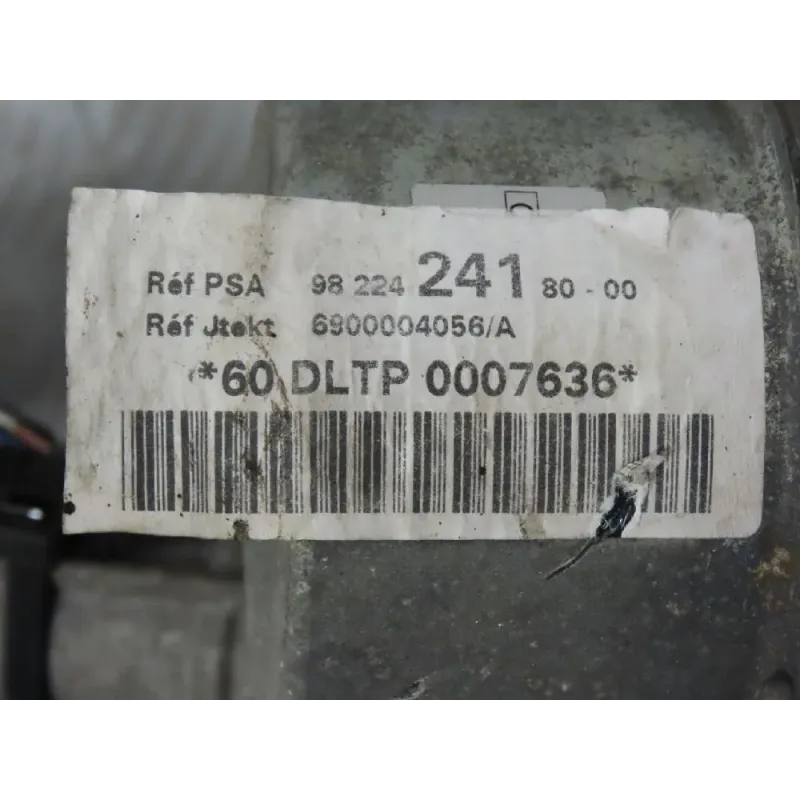 Réf PSA 98 224 241 80 - 00
Réf Jtekt 6900004056/A
*60 DLTP 0007636*